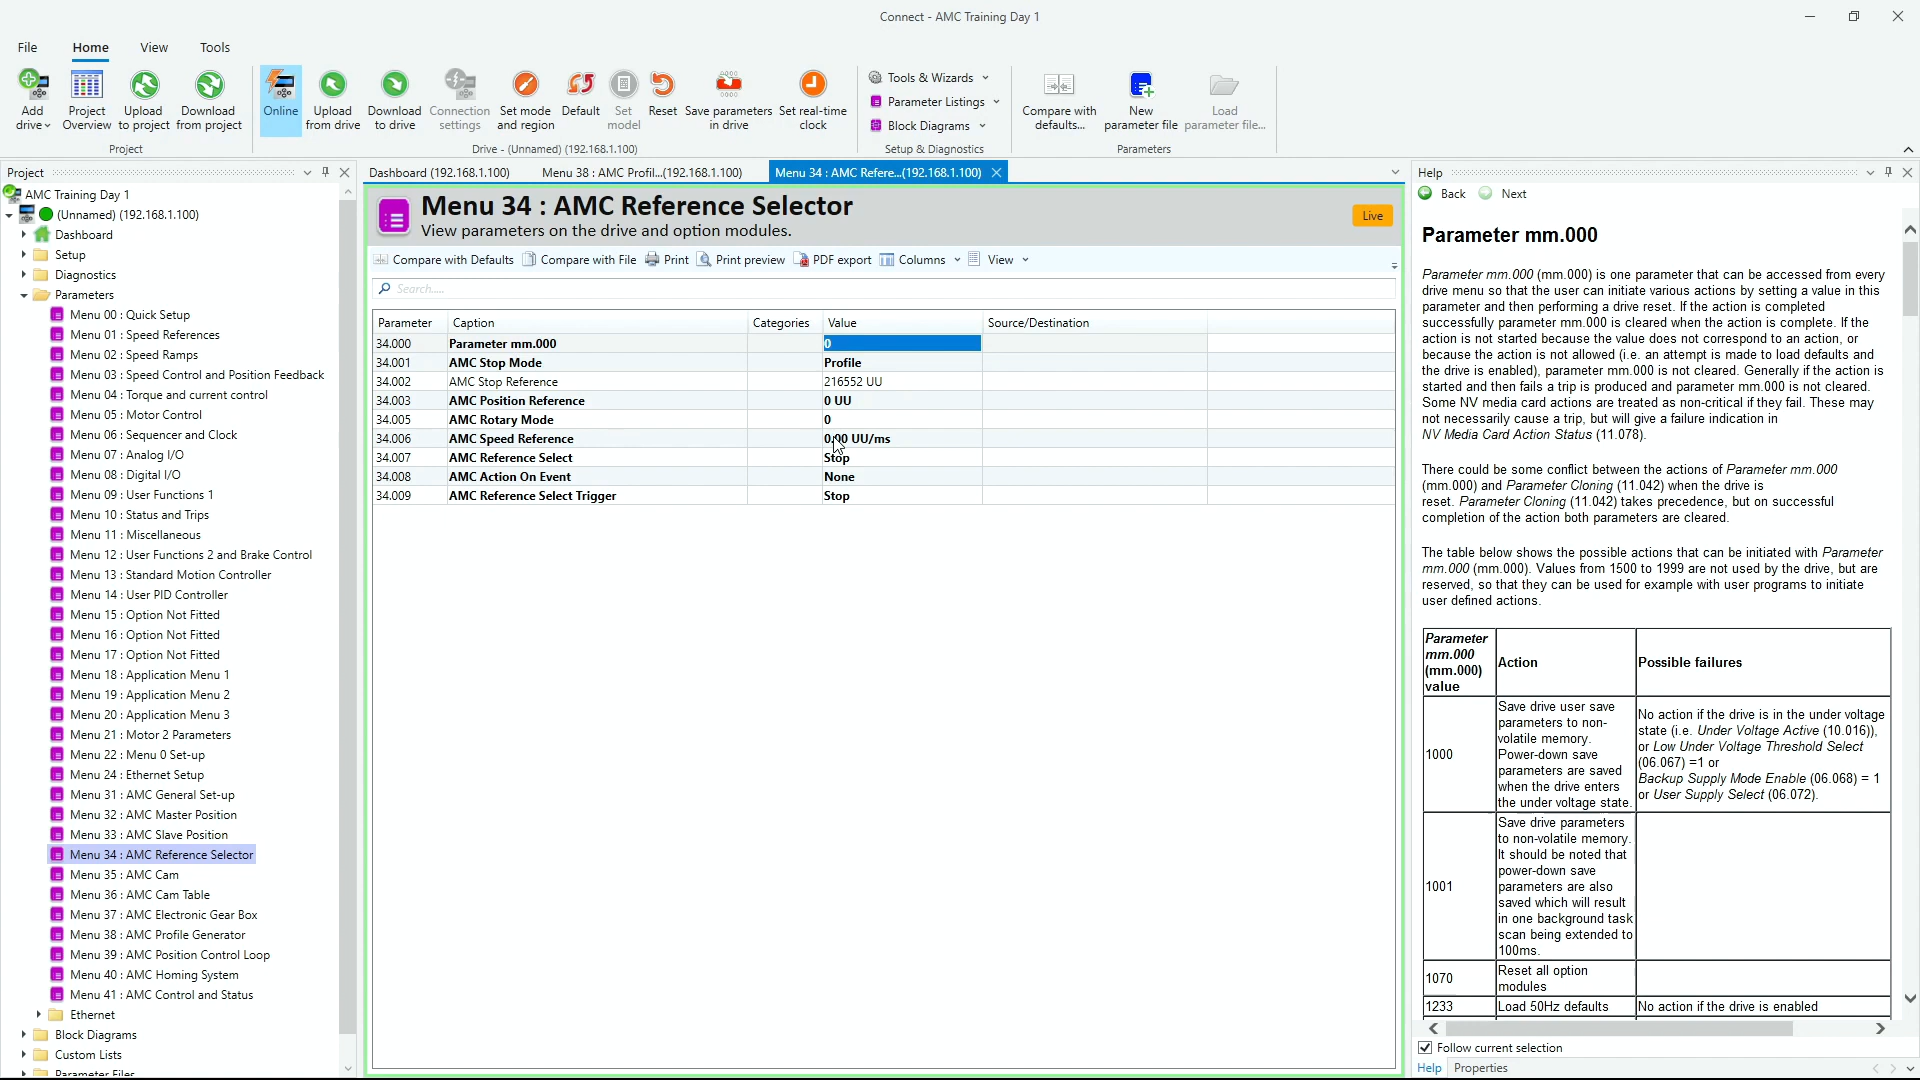 Connect - AMC Training Day 1
File Home View Tools
Add drive
Project Overview
Upload to project
Download from project
Project
Online
Upload from drive
Download to drive
Connection settings
Set mode and region
Default
Set model
Reset
Save parameters in drive
Set real-time clock
Drive - (Unnamed) (192.168.1.100)
Tools & Wizards
Parameter Listings
Block Diagrams
Setup & Diagnostics
Compare with defaults...
New parameter file
Load parameter file...
Parameters
Project
AMC Training Day 1
(Unnamed) (192.168.1.100)
Dashboard
Setup
Diagnostics
Parameters
Menu 00 : Quick Setup
Menu 01 : Speed References
Menu 02 : Speed Ramps
Menu 03 : Speed Control and Position Feedback
Menu 04 : Torque and current control
Menu 05 : Motor Control
Menu 06 : Sequencer and Clock
Menu 07 : Analog I/O
Menu 08 : Digital I/O
Menu 09 : User Functions 1
Menu 10 : Status and Trips
Menu 11 : Miscellaneous
Menu 12 : User Functions 2 and Brake Control
Menu 13 : Standard Motion Controller
Menu 14 : User PID Controller
Menu 15 : Option Not Fitted
Menu 16 : Option Not Fitted
Menu 17 : Option Not Fitted
Menu 18 : Application Menu 1
Menu 19 : Application Menu 2
Menu 20 : Application Menu 3
Menu 21 : Motor 2 Parameters
Menu 22 : Menu 0 Set-up
Menu 24 : Ethernet Setup
Menu 31 : AMC General Set-up
Menu 32 : AMC Master Position
Menu 33 : AMC Slave Position
Menu 34 : AMC Reference Selector
Menu 35 : AMC Cam
Menu 36 : AMC Cam Table
Menu 37 : AMC Electronic Gear Box
Menu 38 : AMC Profile Generator
Menu 39 : AMC Position Control Loop
Menu 40 : AMC Homing System
Menu 41 : AMC Control and Status
Ethernet
Block Diagrams
Custom Lists
Parameter Files
Dashboard (192.168.1.100) Menu 38 : AMC Profil...(192.168.1.100) Menu 34 : AMC Refere...(192.168.1.100)
Menu 34 : AMC Reference Selector
View parameters on the drive and option modules.
Live
Compare with Defaults Compare with File Print Print preview PDF export Columns View
Search.....
Parameter Caption Categories Value Source/Destination
34.000 Parameter mm.000 0
34.001 AMC Stop Mode Profile
34.002 AMC Stop Reference 216552 UU
34.003 AMC Position Reference 0 UU
34.005 AMC Rotary Mode 0
34.006 AMC Speed Reference 0.00 UU/ms
34.007 AMC Reference Select Stop
34.008 AMC Action On Event None
34.009 AMC Reference Select Trigger Stop
Help
Back Next
Parameter mm.000
Parameter mm.000 (mm.000) is one parameter that can be accessed from every
drive menu so that the user can initiate various actions by setting a value in this
parameter and then performing a drive reset. If the action is completed
successfully parameter mm.000 is cleared when the action is complete. If the
action is not started because the value does not correspond to an action, or
because the action is not allowed (i.e. an attempt is made to load defaults and
the drive is enabled), parameter mm.000 is not cleared. Generally if the action is
started and then fails a trip is produced and parameter mm.000 is not cleared.
Some NV media card actions are treated as non-critical if they fail. These may
not necessarily cause a trip, but will give a failure indication in
NV Media Card Action Status (11.078).
There could be some conflict between the actions of Parameter mm.000
(mm.000) and Parameter Cloning (11.042) when the drive is
reset. Parameter Cloning (11.042) takes precedence, but on successful
completion of the action both parameters are cleared.
The table below shows the possible actions that can be initiated with Parameter
mm.000 (mm.000). Values from 1500 to 1999 are not used by the drive, but are
reserved, so that they can be used for example with user programs to initiate
user defined actions.
Parameter
mm.000
(mm.000)
value
Action
Possible failures
1000
Save drive user save
parameters to non-
volatile memory.
Power-down save
parameters are saved
when the drive enters
the under voltage state.
No action if the drive is in the under voltage
state (i.e. Under Voltage Active (10.016)),
or Low Under Voltage Threshold Select
(06.067) =1 or
Backup Supply Mode Enable (06.068) = 1
or User Supply Select (06.072).
1001
Save drive parameters
to non-volatile memory.
It should be noted that
power-down save
parameters are also
saved which will result
in one background task
scan being extended to
100ms.
1070
Reset all option
modules
1233 Load 50Hz defaults No action if the drive is enabled
Follow current selection
Help Properties